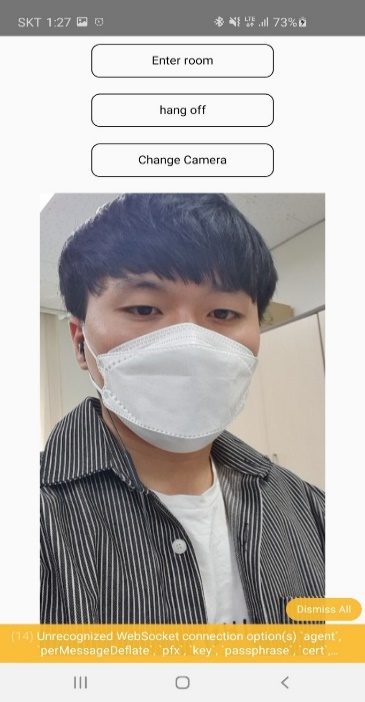 SKT 1:27
LTE
73%
Enter room
hang off
Change Camera
Dismiss All
(14) Unrecognized WebSocket connection option(s) `agent`,
`perMessageDeflate`, `pfx`, `key`, `passphrase`, `cert`,...